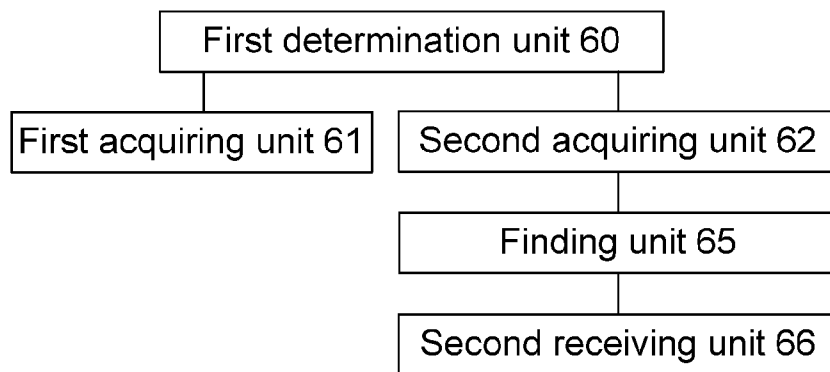 First determination unit 60
First acquiring unit 61
Second acquiring unit 62
Finding unit 65
Second receiving unit 66